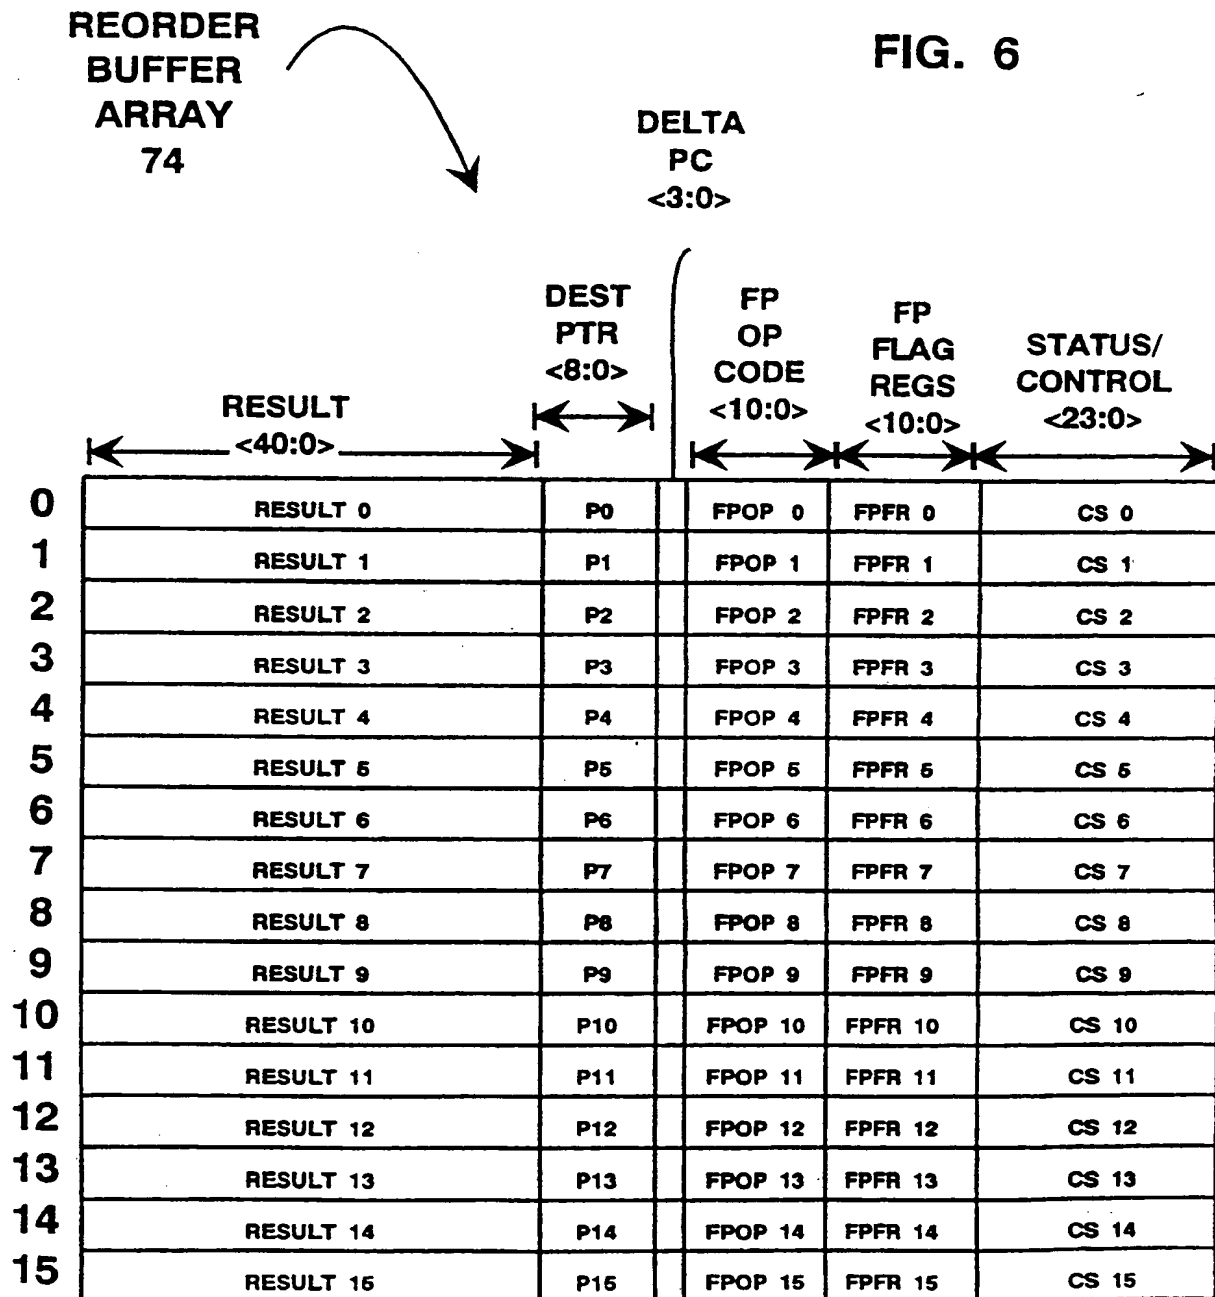 REORDER
BUFFER
ARRAY
74
FIG. 6
DELTA
PC
<3:0>
DEST
PTR
<8:0>
FP
OP
CODE
<10:0>
FP
FLAG
REGS
<10:0>
STATUS/
CONTROL
<23:0>
RESULT
<40:0>
0 RESULT 0 P0 FPOP 0 FPFR 0 CS 0
1 RESULT 1 P1 FPOP 1 FPFR 1 CS 1
2 RESULT 2 P2 FPOP 2 FPFR 2 CS 2
3 RESULT 3 P3 FPOP 3 FPFR 3 CS 3
4 RESULT 4 P4 FPOP 4 FPFR 4 CS 4
5 RESULT 5 P5 FPOP 5 FPFR 5 CS 5
6 RESULT 6 P6 FPOP 6 FPFR 6 CS 6
7 RESULT 7 P7 FPOP 7 FPFR 7 CS 7
8 RESULT 8 P8 FPOP 8 FPFR 8 CS 8
9 RESULT 9 P9 FPOP 9 FPFR 9 CS 9
10 RESULT 10 P10 FPOP 10 FPFR 10 CS 10
11 RESULT 11 P11 FPOP 11 FPFR 11 CS 11
12 RESULT 12 P12 FPOP 12 FPFR 12 CS 12
13 RESULT 13 P13 FPOP 13 FPFR 13 CS 13
14 RESULT 14 P14 FPOP 14 FPFR 14 CS 14
15 RESULT 15 P15 FPOP 15 FPFR 15 CS 15